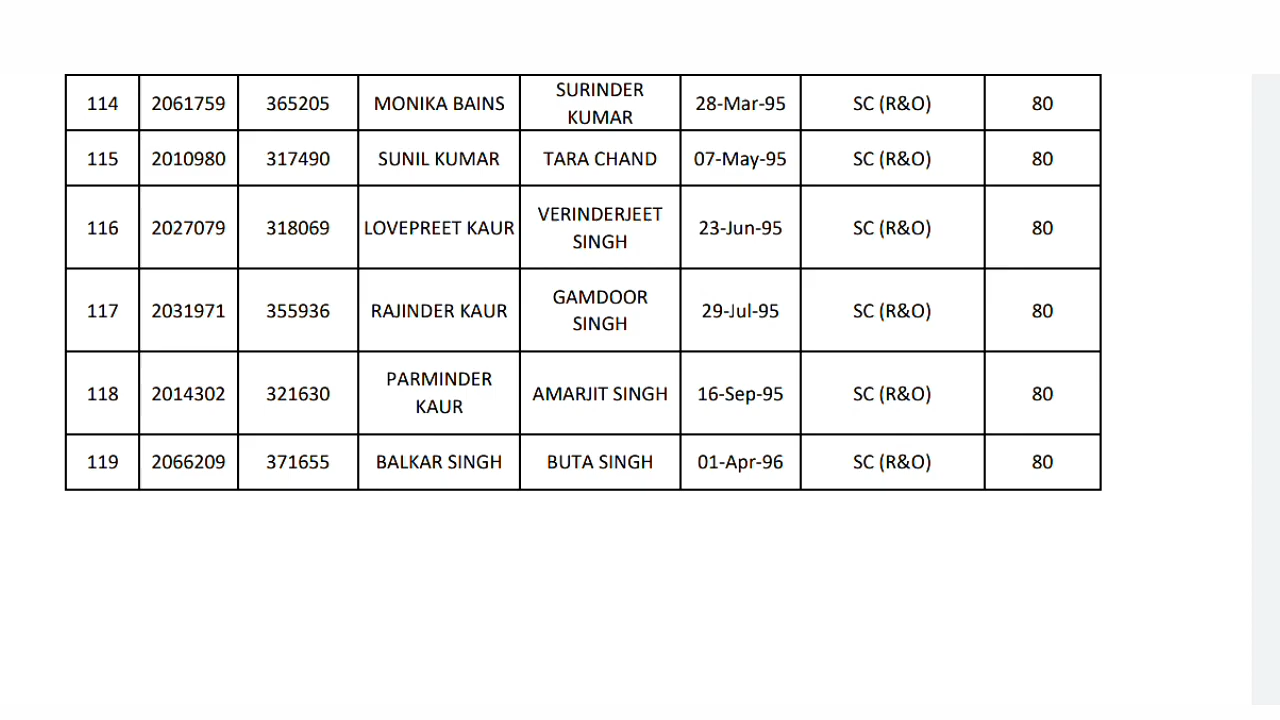 114 2061759 365205 MONIKA BAINS SURINDER KUMAR 28-Mar-95 SC (R&O) 80
115 2010980 317490 SUNIL KUMAR TARA CHAND 07-May-95 SC (R&O) 80
116 2027079 318069 LOVEPREET KAUR VERINDERJEET SINGH 23-Jun-95 SC (R&O) 80
117 2031971 355936 RAJINDER KAUR GAMDOOR SINGH 29-Jul-95 SC (R&O) 80
118 2014302 321630 PARMINDER KAUR AMARJIT SINGH 16-Sep-95 SC (R&O) 80
119 2066209 371655 BALKAR SINGH BUTA SINGH 01-Apr-96 SC (R&O) 80